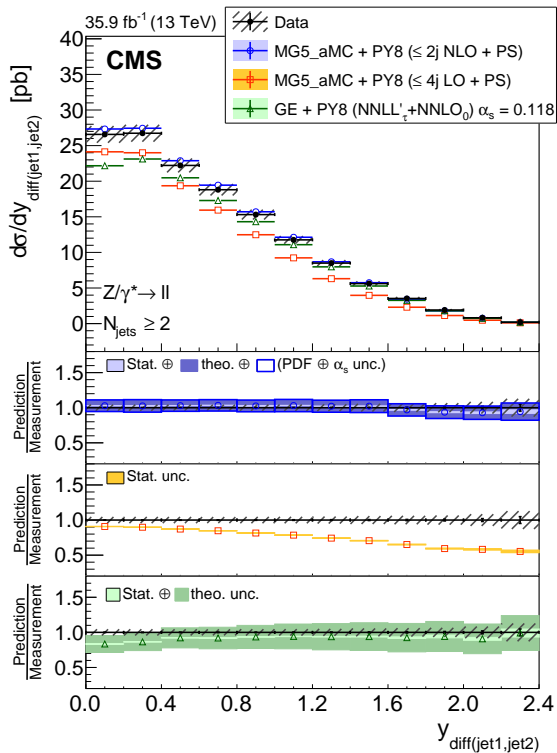 35.9 fb⁻¹ (13 TeV)
CMS
Data
MG5_aMC + PY8 (≤ 2j NLO + PS)
MG5_aMC + PY8 (≤ 4j LO + PS)
GE + PY8 (NNLL'τ+NNLO₀) αs = 0.118
dσ/dy_diff(jet1,jet2) [pb]
40
35
30
25
20
15
10
5
0
Z/γ*→ ll
N_jets ≥ 2
Prediction
Measurement
1.5
1.0
0.5
Stat. ⊕ theo. ⊕ (PDF ⊕ αs unc.)
Prediction
Measurement
1.5
1.0
0.5
Stat. unc.
Prediction
Measurement
1.5
1.0
0.5
Stat. ⊕ theo. unc.
0.0 0.4 0.8 1.2 1.6 2.0 2.4
y_diff(jet1,jet2)